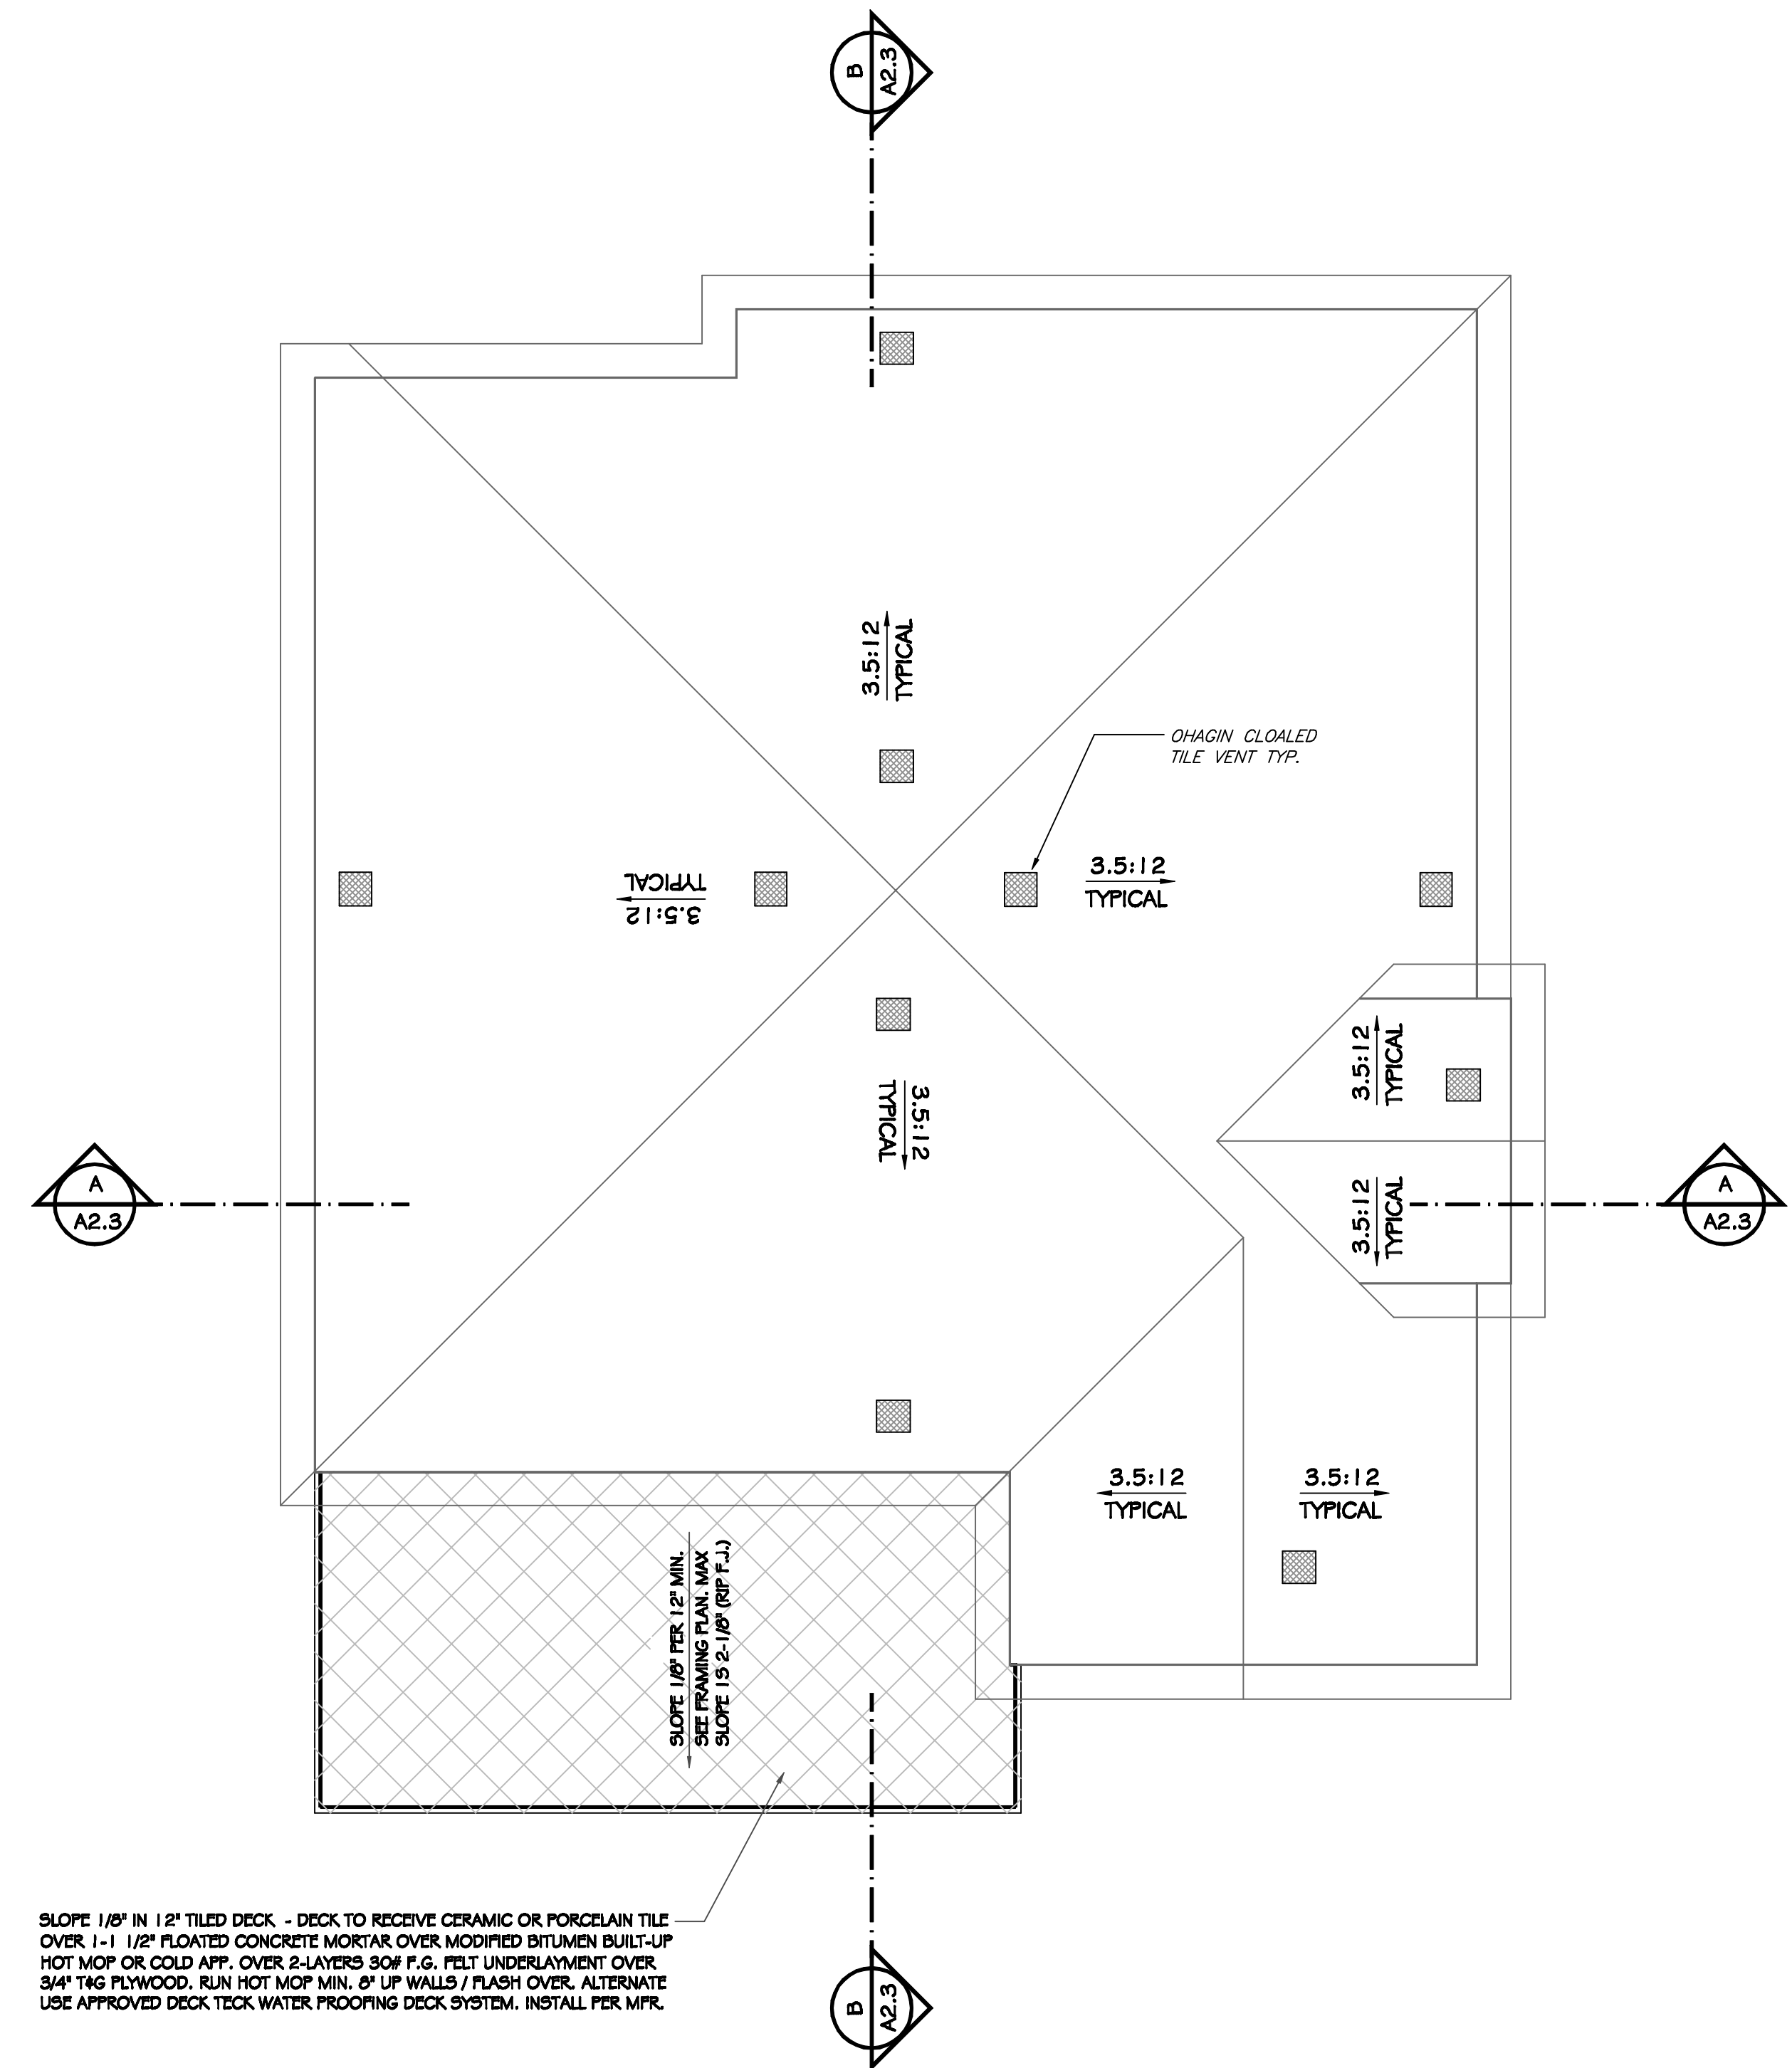 B
A2.3
3.5:12
TYPICAL
OHAGIN CLOALED
TILE VENT TYP.
TYPICAL
3.5:12
3.5:12
TYPICAL
3.5:12
TYPICAL
3.5:12
TYPICAL
A
A2.3
3.5:12
TYPICAL
A
A2.3
3.5:12
TYPICAL
3.5:12
TYPICAL
SLOPE 1/8" PER 12" MIN.
SEE FRAMING PLAN. MAX
SLOPE IS 2-1/8" (RIP F.J.)
SLOPE 1/8" IN 12" TILED DECK - DECK TO RECEIVE CERAMIC OR PORCELAIN TILE
OVER 1-1 1/2" FLOATED CONCRETE MORTAR OVER MODIFIED BITUMEN BUILT-UP
HOT MOP OR COLD APP. OVER 2-LAYERS 30# F.G. FELT UNDERLAYMENT OVER
3/4" T&G PLYWOOD. RUN HOT MOP MIN. 8" UP WALLS / FLASH OVER. ALTERNATE
USE APPROVED DECK TECK WATER PROOFING DECK SYSTEM. INSTALL PER MFR.
B
A2.3